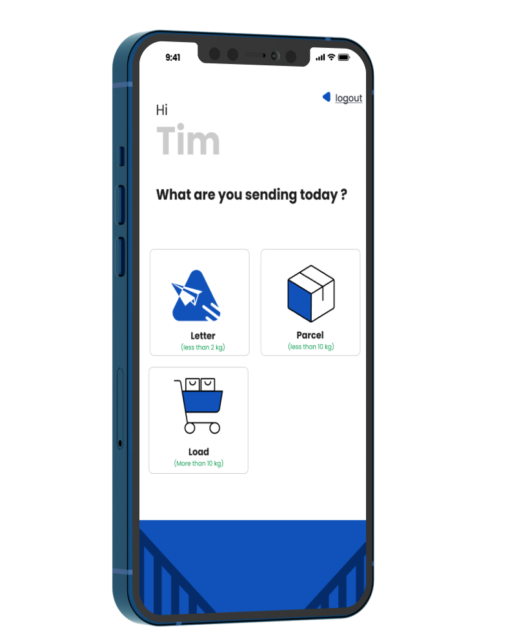 9:41
logout
Hi
Tim
What are you sending today ?
Letter
(less than 2 kg)
Parcel
(less than 10 kg)
Load
(More than 10 kg)